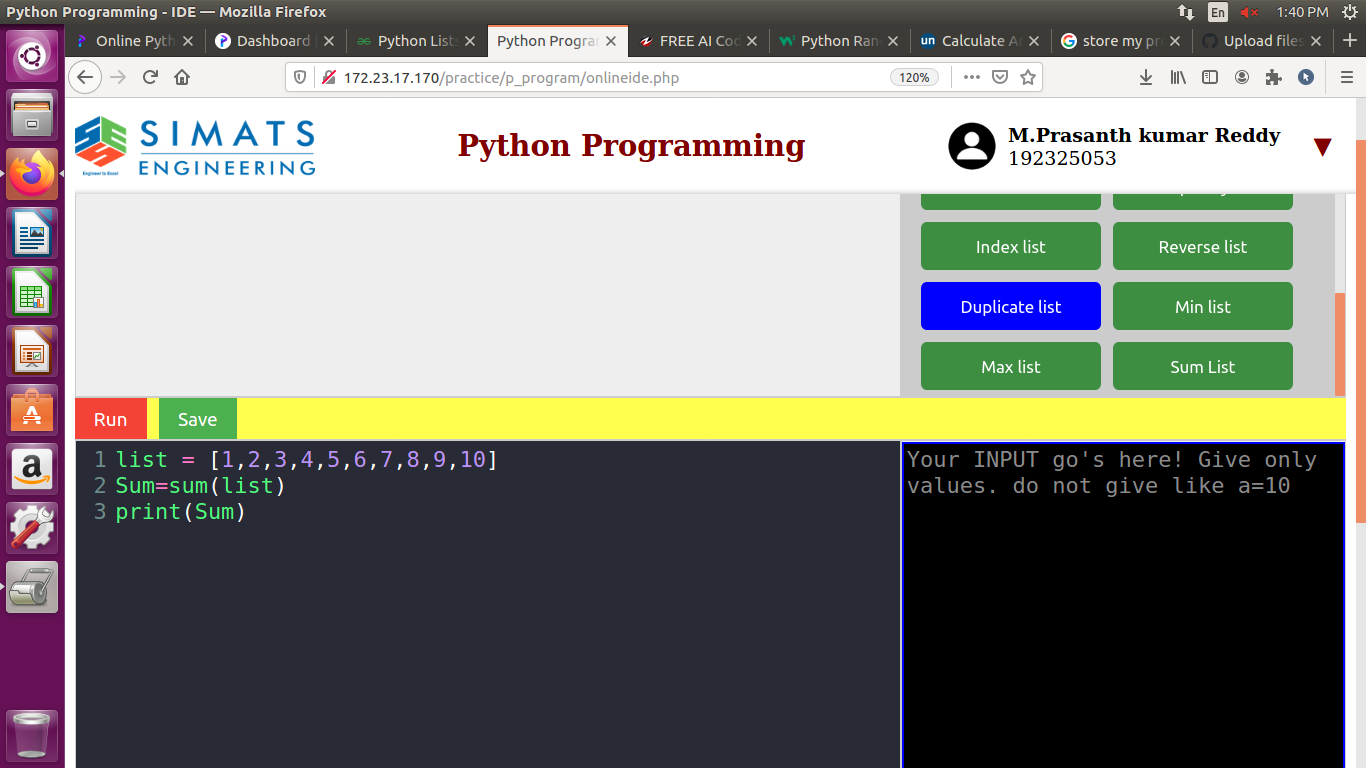 Python Programming - IDE — Mozilla Firefox
En
1:40 PM
Online Pyth
Dashboard
Python Lists
Python Program
FREE AI Cod
Python Ran
un Calculate A
store my pr
Upload files
172.23.17.170/practice/p_program/onlineide.php
120%
SIMATS
ENGINEERING
Engineer to Excel
Python Programming
M.Prasanth kumar Reddy
192325053
Index list
Reverse list
Duplicate list
Min list
Max list
Sum List
Run
Save
1 list = [1,2,3,4,5,6,7,8,9,10]
2 Sum=sum(list)
3 print(Sum)
Your INPUT go's here! Give only
values. do not give like a=10